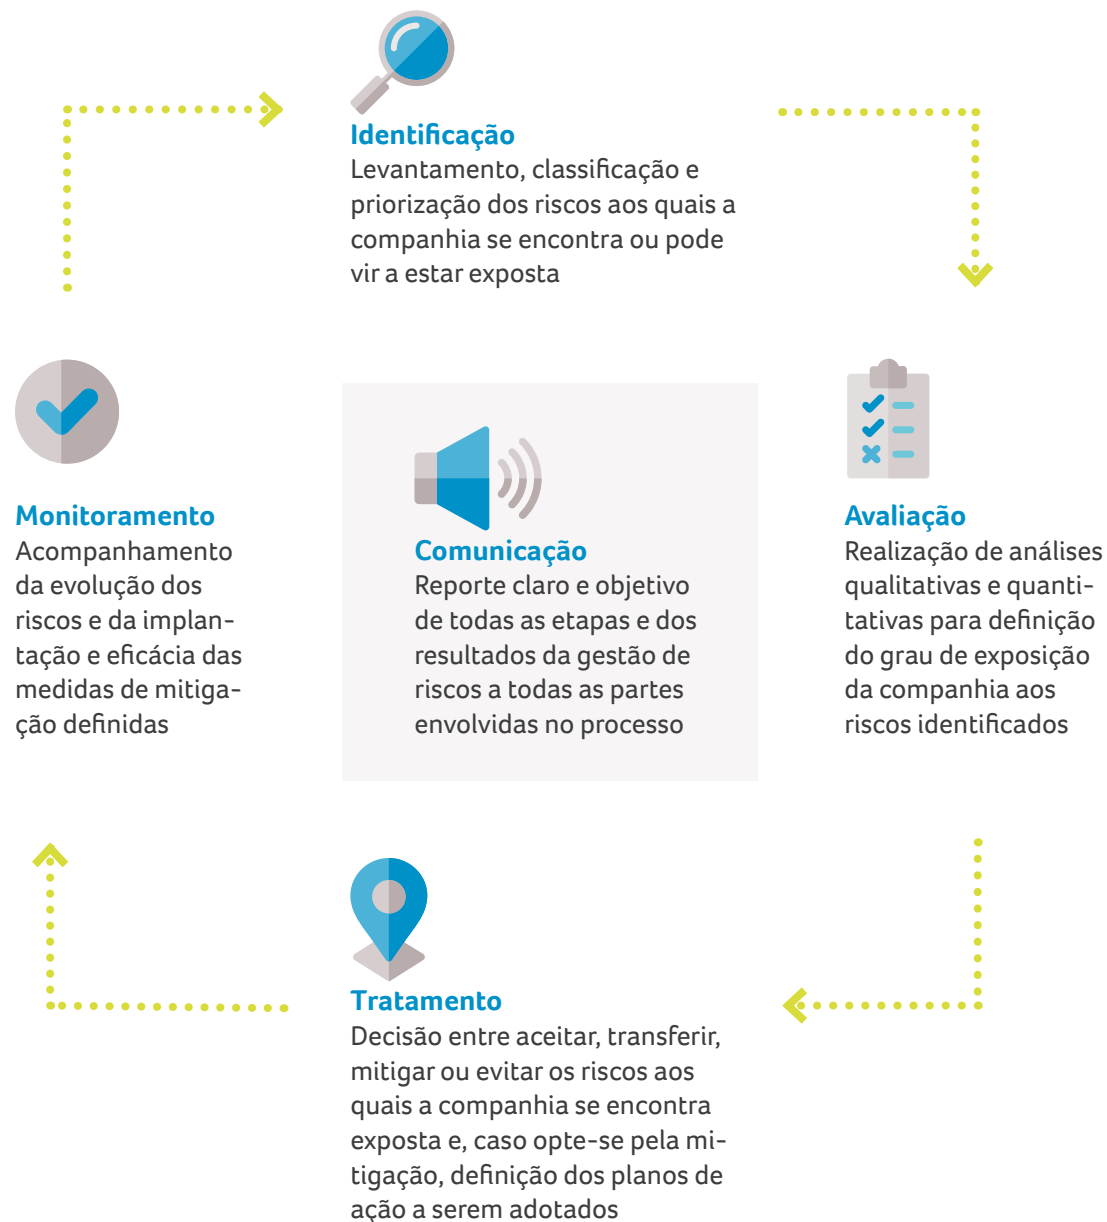 Identificação
Levantamento, classificação e
priorização dos riscos aos quais a
companhia se encontra ou pode
vir a estar exposta
Monitoramento
Acompanhamento
da evolução dos
riscos e da implan-
tação e eficácia das
medidas de mitiga-
ção definidas
Comunicação
Reporte claro e objetivo
de todas as etapas e dos
resultados da gestão de
riscos a todas as partes
envolvidas no processo
Avaliação
Realização de análises
qualitativas e quanti-
tativas para definição
do grau de exposição
da companhia aos
riscos identificados
Tratamento
Decisão entre aceitar, transferir,
mitigar ou evitar os riscos aos
quais a companhia se encontra
exposta e, caso opte-se pela mi-
tigação, definição dos planos de
ação a serem adotados